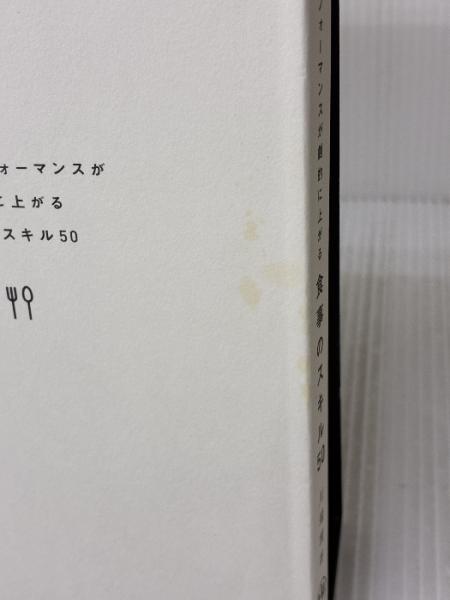 ォーマンスが
に上がる
スキル50
フォーマンスが劇的に上がる 食事のスキル50